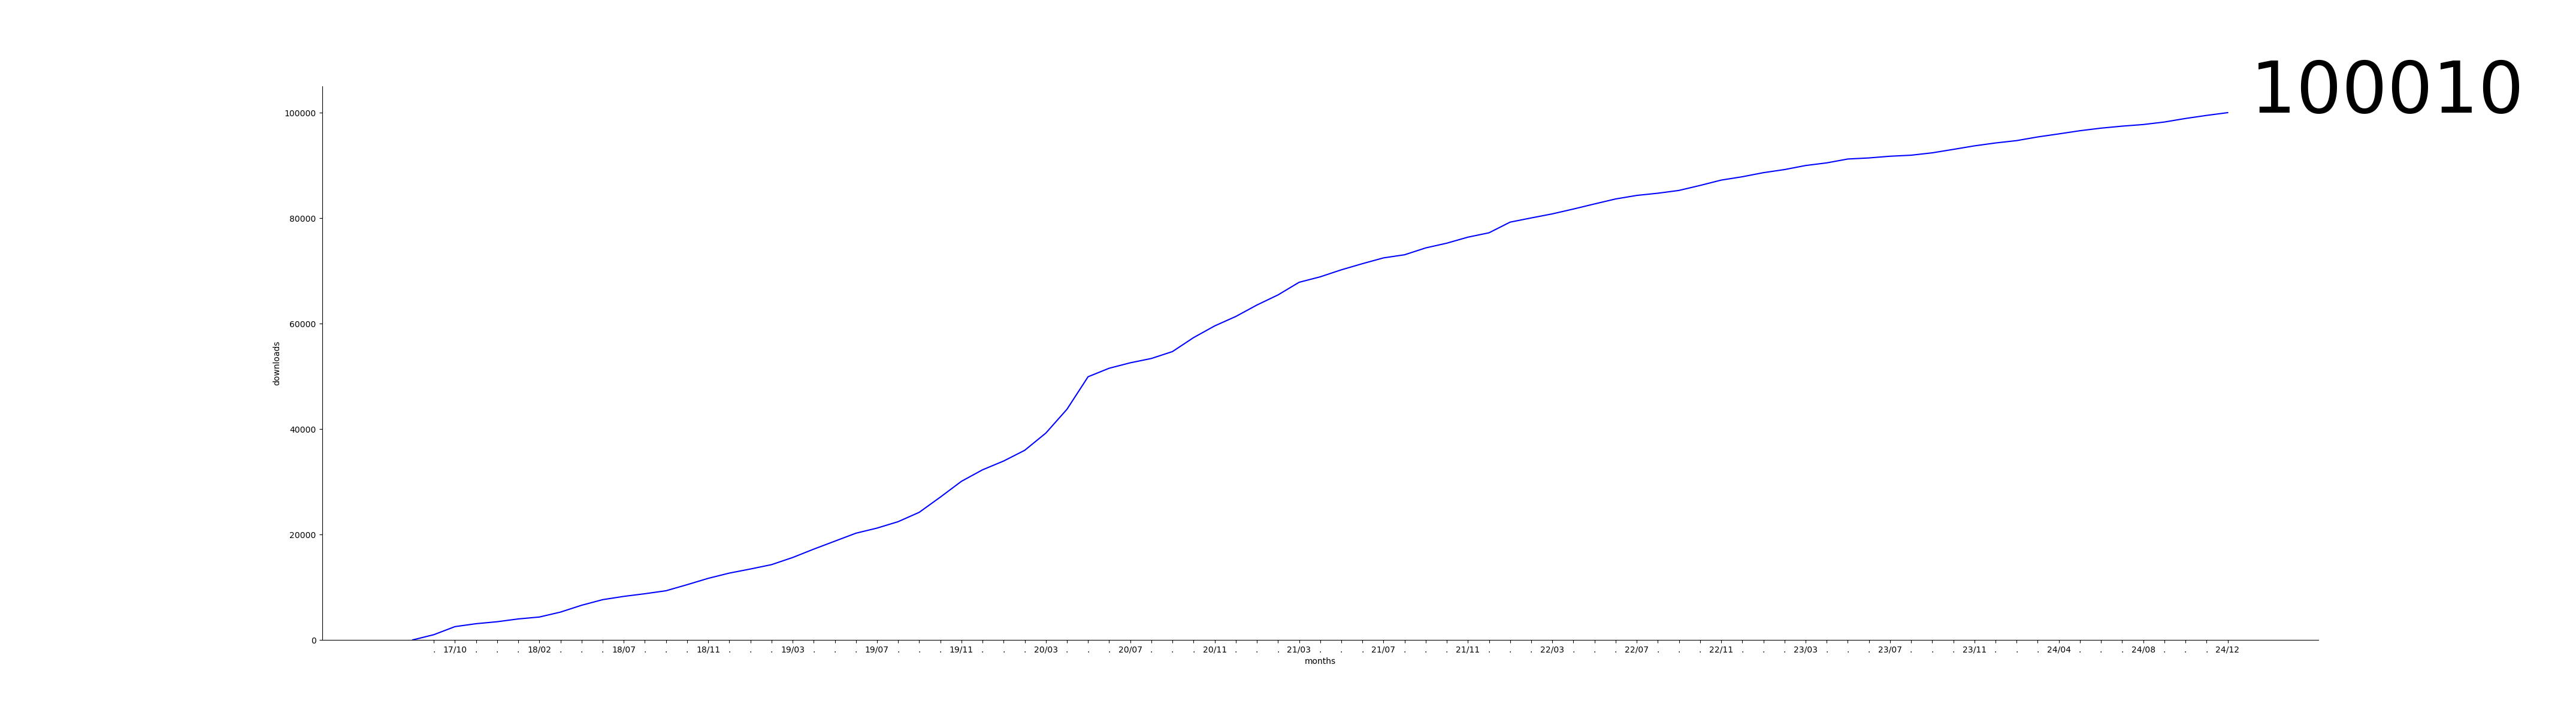 100010
100000
80000
60000
40000
20000
0
downloads
. 17/10 . . . 18/02 . . . 18/07 . . . 18/11 . . . 19/03 . . . 19/07 . . . 19/11 . . . 20/03 . . . 20/07 . . . 20/11 . . . 21/03 . . . 21/07 . . . 21/11 . . . 22/03 . . . 22/07 . . . 22/11 . . . 23/03 . . . 23/07 . . . 23/11 . . . 24/04 . . . 24/08 . . . 24/12
months